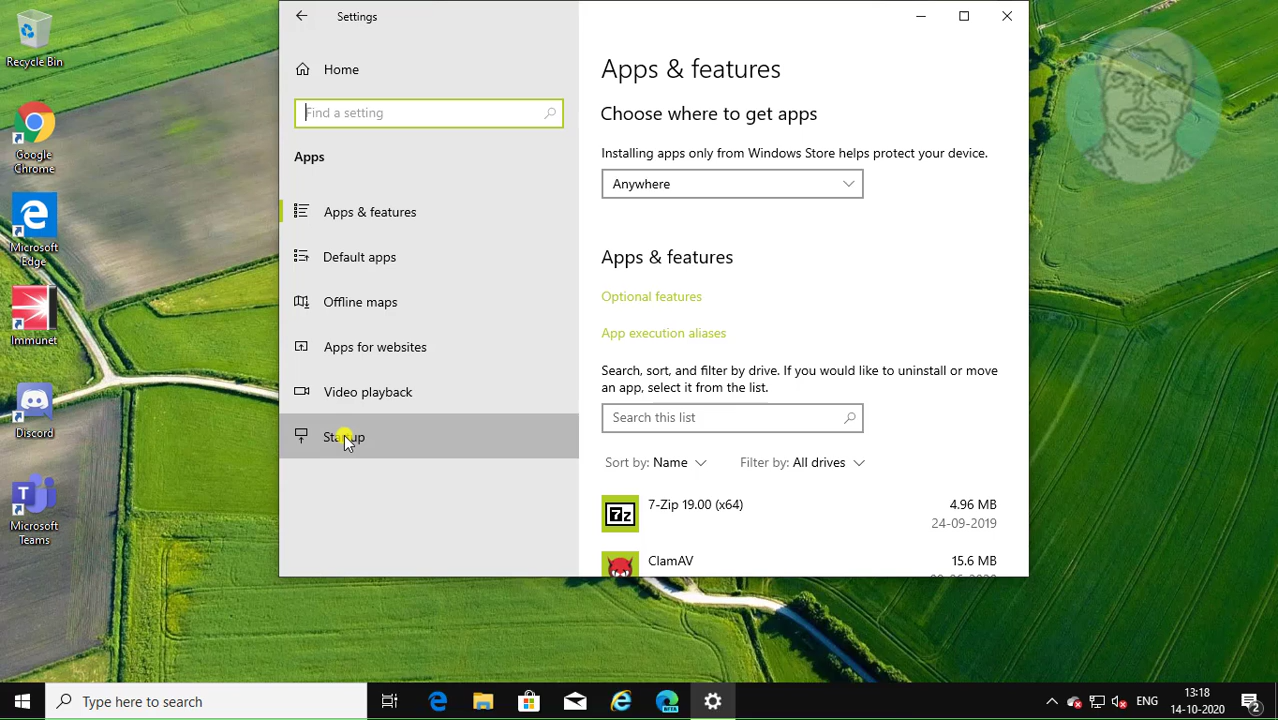 Recycle Bin
Google
Chrome
Microsoft
Edge
Immunet
Discord
Microsoft
Teams
Settings
Home
Find a setting
Apps
Apps & features
Default apps
Offline maps
Apps for websites
Video playback
Startup
Apps & features
Choose where to get apps
Installing apps only from Windows Store helps protect your device.
Anywhere
Apps & features
Optional features
App execution aliases
Search, sort, and filter by drive. If you would like to uninstall or move
an app, select it from the list.
Search this list
Sort by: Name
Filter by: All drives
7-Zip 19.00 (x64)
4.96 MB
24-09-2019
ClamAV
15.6 MB
Type here to search
BETA
ENG
13:18
14-10-2020
2